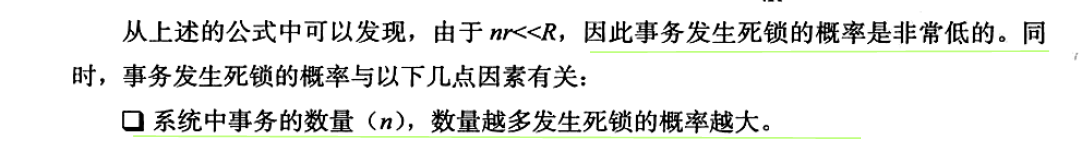 从上述的公式中可以发现，由于 nr<<R，因此事务发生死锁的概率是非常低的。同
时，事务发生死锁的概率与以下几点因素有关：
❑ 系统中事务的数量（n），数量越多发生死锁的概率越大。